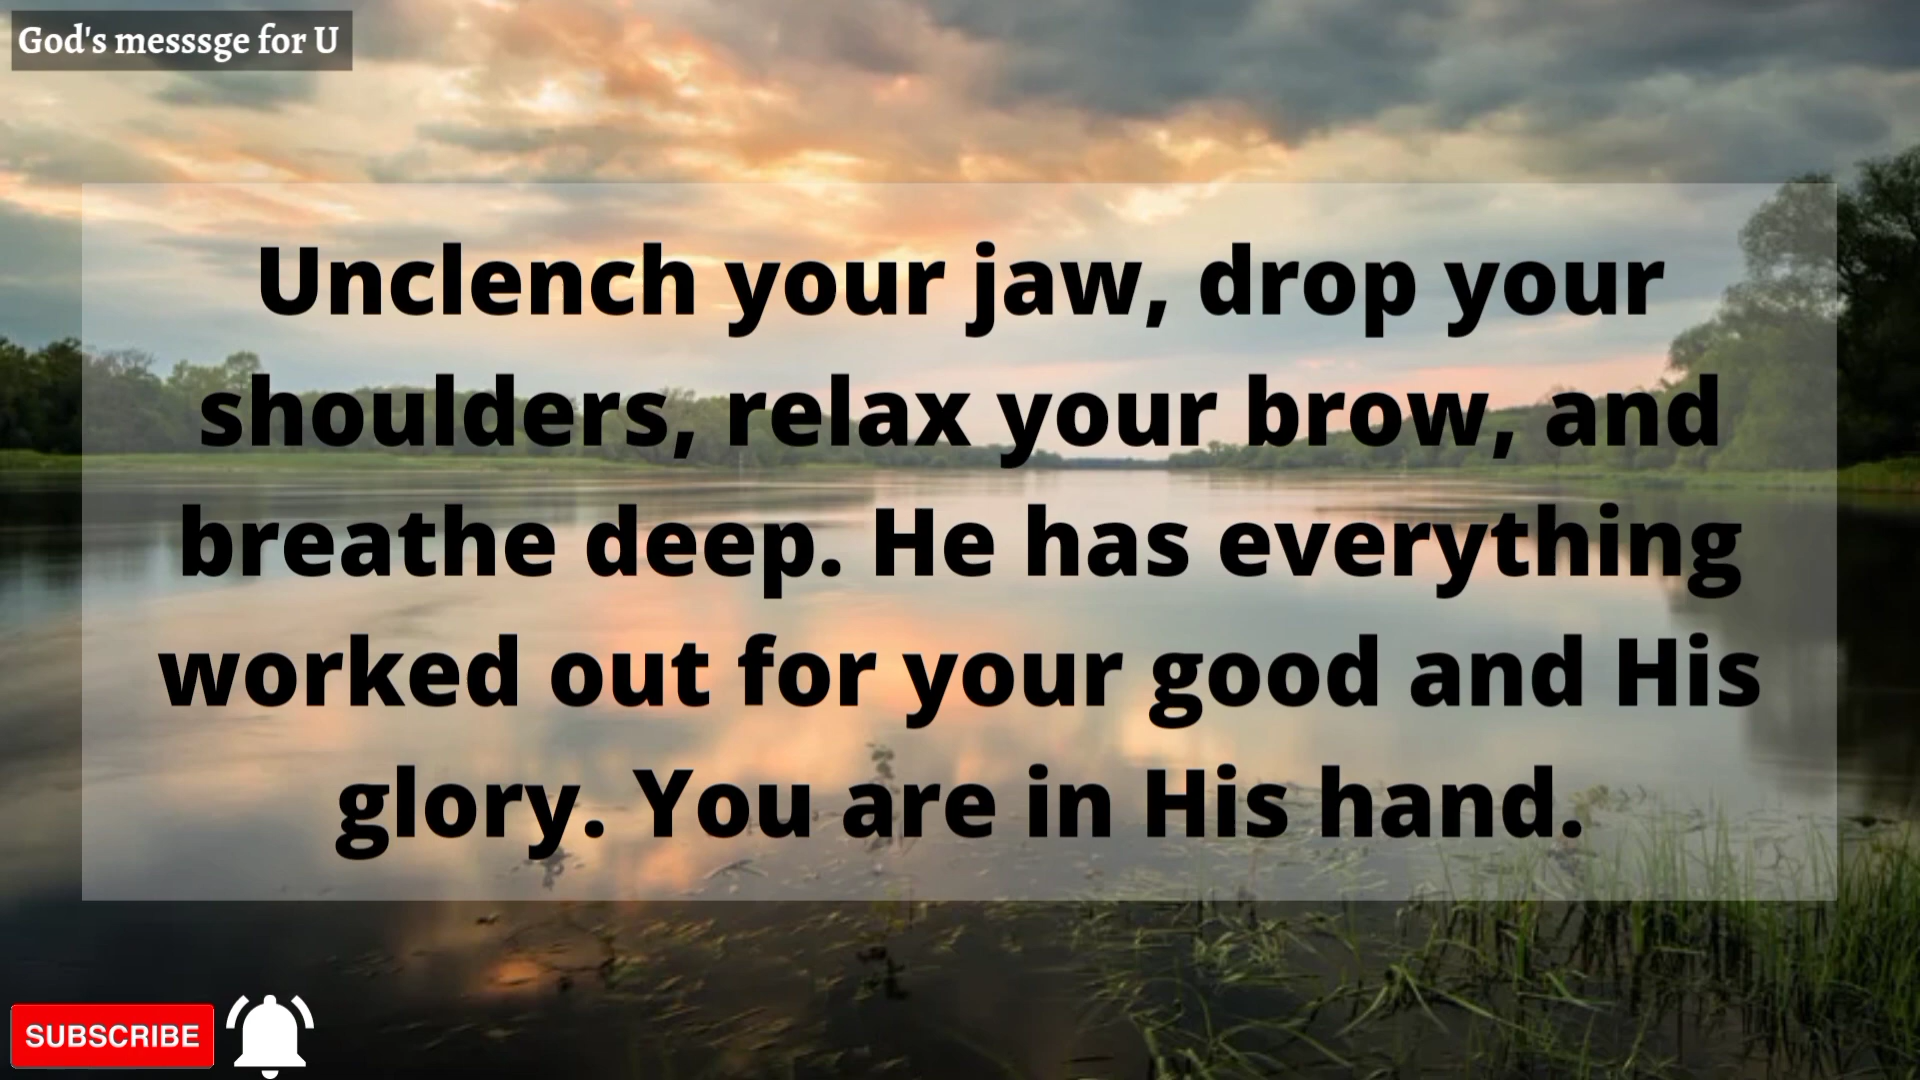 God's messsge for U
Unclench your jaw, drop your
shoulders, relax your brow, and
breathe deep. He has everything
worked out for your good and His
glory. You are in His hand.
SUBSCRIBE